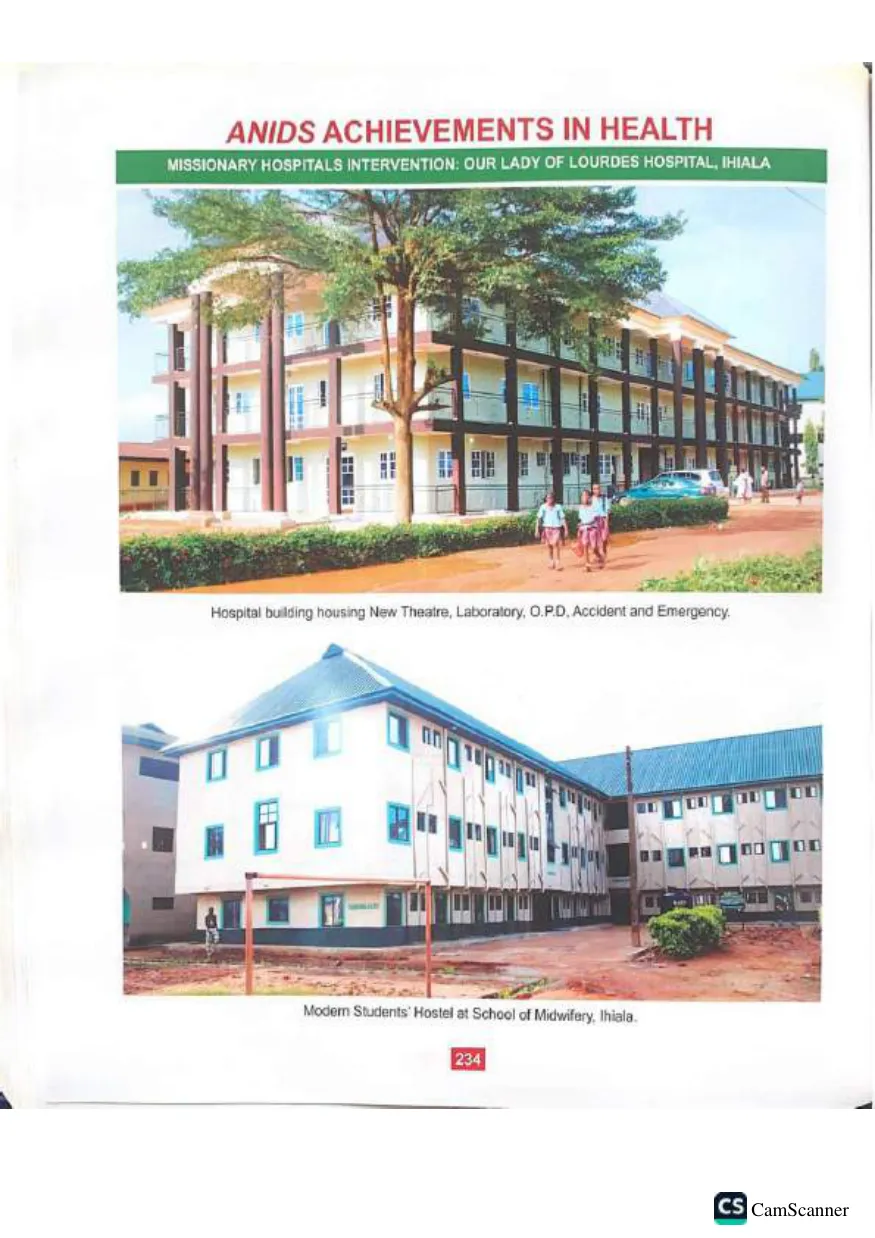 ANIDS ACHIEVEMENTS IN HEALTH
MISSIONARY HOSPITALS INTERVENTION: OUR LADY OF LOURDES HOSPITAL, IHIALA
Hospital building housing New Theatre, Laboratory, O.P.D, Accident and Emergency.
Modern Students' Hostel at School of Midwifery, Ihiala.
234
CS CamScanner